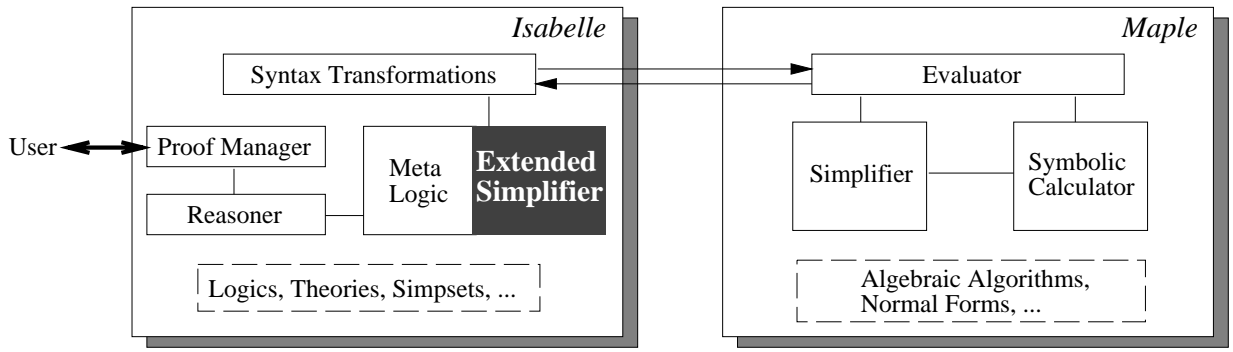 Isabelle
Maple
Syntax Transformations
Evaluator
User
Proof Manager
Meta
Logic
Extended
Simplifier
Simplifier
Symbolic
Calculator
Reasoner
Logics, Theories, Simpsets, ...
Algebraic Algorithms,
Normal Forms, ...